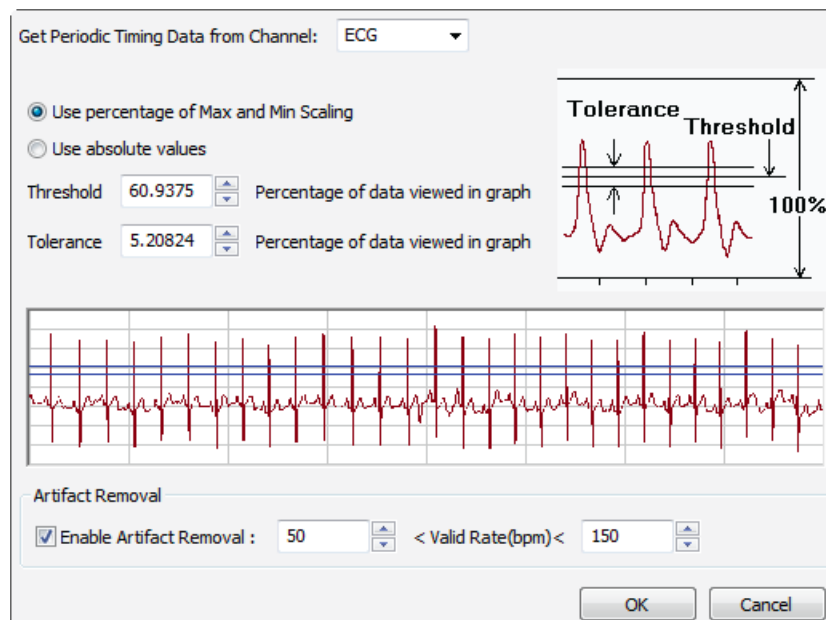 Get Periodic Timing Data from Channel: ECG
Use percentage of Max and Min Scaling
Use absolute values
Threshold 60.9375 Percentage of data viewed in graph
Tolerance 5.20824 Percentage of data viewed in graph
Tolerance
Threshold
100%
Artifact Removal
Enable Artifact Removal : 50 < Valid Rate(bpm)< 150
OK Cancel